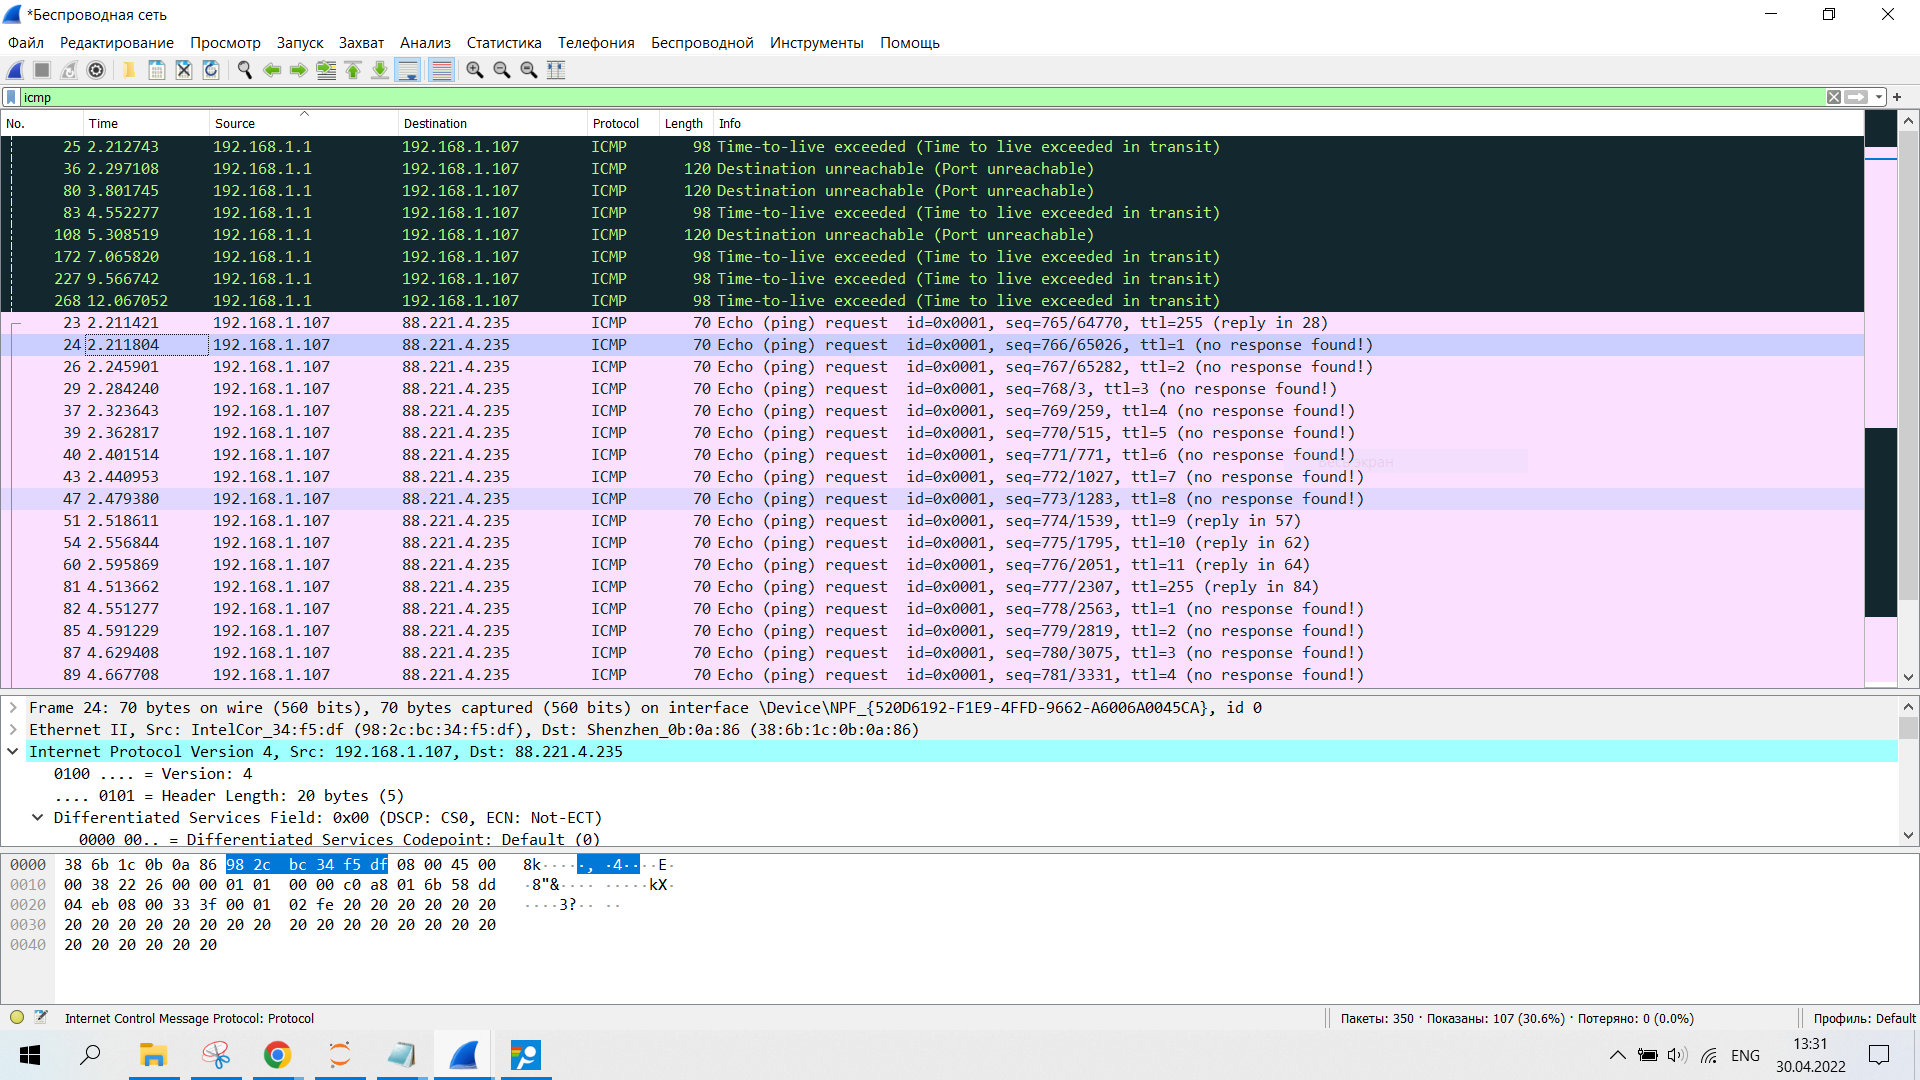 *Беспроводная сеть
Файл Редактирование Просмотр Запуск Захват Анализ Статистика Телефония Беспроводной Инструменты Помощь
icmp
No. Time Source Destination Protocol Length Info
25 2.212743 192.168.1.1 192.168.1.107 ICMP 98 Time-to-live exceeded (Time to live exceeded in transit)
36 2.297108 192.168.1.1 192.168.1.107 ICMP 120 Destination unreachable (Port unreachable)
80 3.801745 192.168.1.1 192.168.1.107 ICMP 120 Destination unreachable (Port unreachable)
83 4.552277 192.168.1.1 192.168.1.107 ICMP 98 Time-to-live exceeded (Time to live exceeded in transit)
108 5.308519 192.168.1.1 192.168.1.107 ICMP 120 Destination unreachable (Port unreachable)
172 7.065820 192.168.1.1 192.168.1.107 ICMP 98 Time-to-live exceeded (Time to live exceeded in transit)
227 9.566742 192.168.1.1 192.168.1.107 ICMP 98 Time-to-live exceeded (Time to live exceeded in transit)
268 12.067052 192.168.1.1 192.168.1.107 ICMP 98 Time-to-live exceeded (Time to live exceeded in transit)
23 2.211421 192.168.1.107 88.221.4.235 ICMP 70 Echo (ping) request id=0x0001, seq=765/64770, ttl=255 (reply in 28)
24 2.211804 192.168.1.107 88.221.4.235 ICMP 70 Echo (ping) request id=0x0001, seq=766/65026, ttl=1 (no response found!)
26 2.245901 192.168.1.107 88.221.4.235 ICMP 70 Echo (ping) request id=0x0001, seq=767/65282, ttl=2 (no response found!)
29 2.284240 192.168.1.107 88.221.4.235 ICMP 70 Echo (ping) request id=0x0001, seq=768/3, ttl=3 (no response found!)
37 2.323643 192.168.1.107 88.221.4.235 ICMP 70 Echo (ping) request id=0x0001, seq=769/259, ttl=4 (no response found!)
39 2.362817 192.168.1.107 88.221.4.235 ICMP 70 Echo (ping) request id=0x0001, seq=770/515, ttl=5 (no response found!)
40 2.401514 192.168.1.107 88.221.4.235 ICMP 70 Echo (ping) request id=0x0001, seq=771/771, ttl=6 (no response found!)
43 2.440953 192.168.1.107 88.221.4.235 ICMP 70 Echo (ping) request id=0x0001, seq=772/1027, ttl=7 (no response found!)
47 2.479380 192.168.1.107 88.221.4.235 ICMP 70 Echo (ping) request id=0x0001, seq=773/1283, ttl=8 (no response found!)
51 2.518611 192.168.1.107 88.221.4.235 ICMP 70 Echo (ping) request id=0x0001, seq=774/1539, ttl=9 (reply in 57)
54 2.556844 192.168.1.107 88.221.4.235 ICMP 70 Echo (ping) request id=0x0001, seq=775/1795, ttl=10 (reply in 62)
60 2.595869 192.168.1.107 88.221.4.235 ICMP 70 Echo (ping) request id=0x0001, seq=776/2051, ttl=11 (reply in 64)
81 4.513662 192.168.1.107 88.221.4.235 ICMP 70 Echo (ping) request id=0x0001, seq=777/2307, ttl=255 (reply in 84)
82 4.551277 192.168.1.107 88.221.4.235 ICMP 70 Echo (ping) request id=0x0001, seq=778/2563, ttl=1 (no response found!)
85 4.591229 192.168.1.107 88.221.4.235 ICMP 70 Echo (ping) request id=0x0001, seq=779/2819, ttl=2 (no response found!)
87 4.629408 192.168.1.107 88.221.4.235 ICMP 70 Echo (ping) request id=0x0001, seq=780/3075, ttl=3 (no response found!)
89 4.667708 192.168.1.107 88.221.4.235 ICMP 70 Echo (ping) request id=0x0001, seq=781/3331, ttl=4 (no response found!)
Frame 24: 70 bytes on wire (560 bits), 70 bytes captured (560 bits) on interface \Device\NPF_{520D6192-F1E9-4FFD-9662-A6006A0045CA}, id 0
Ethernet II, Src: IntelCor_34:f5:df (98:2c:bc:34:f5:df), Dst: Shenzhen_0b:0a:86 (38:6b:1c:0b:0a:86)
Internet Protocol Version 4, Src: 192.168.1.107, Dst: 88.221.4.235
0100 .... = Version: 4
.... 0101 = Header Length: 20 bytes (5)
Differentiated Services Field: 0x00 (DSCP: CS0, ECN: Not-ECT)
0000 00.. = Differentiated Services Codepoint: Default (0)
0000 38 6b 1c 0b 0a 86 98 2c bc 34 f5 df 08 00 45 00 8k·····, ·4····E·
0010 00 38 22 26 00 00 01 01 00 00 c0 a8 01 6b 58 dd ·8"&···· ·····kX·
0020 04 eb 08 00 33 3f 00 01 02 fe 20 20 20 20 20 20 ····3?·· ··
0030 20 20 20 20 20 20 20 20 20 20 20 20 20 20 20 20
0040 20 20 20 20 20 20
Internet Control Message Protocol: Protocol
Пакеты: 350 · Показаны: 107 (30.6%) · Потеряно: 0 (0.0%)
Профиль: Default
ENG
13:31
30.04.2022